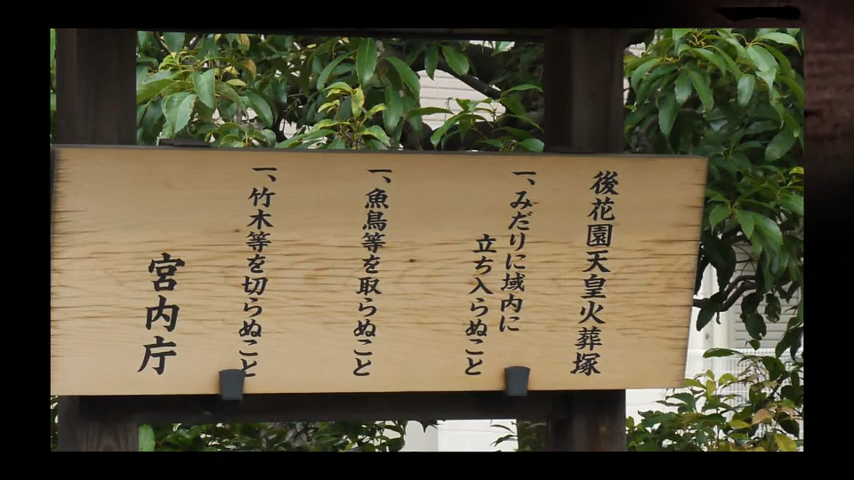 後花園天皇火葬塚
一、みだりに域内に
立ち入らぬこと
一、魚鳥等を取らぬこと
一、竹木等を切らぬこと
宮内庁